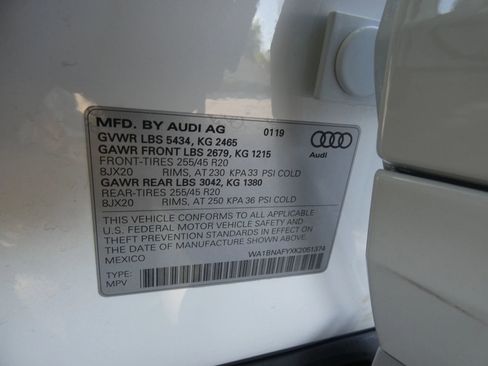 MFD. BY AUDI AG 0119
GVWR LBS 5434, KG 2465
GAWR FRONT LBS 2679, KG 1215
FRONT-TIRES 255/45 R20
8JX20 RIMS, AT 230 KPA 33 PSI COLD
GAWR REAR LBS 3042, KG 1380
REAR-TIRES 255/45 R20
8JX20 RIMS, AT 250 KPA 36 PSI COLD
THIS VEHICLE CONFORMS TO ALL APPLICABLE
U.S. FEDERAL MOTOR VEHICLE SAFETY AND
THEFT PREVENTION STANDARDS IN EFFECT ON
THE DATE OF MANUFACTURE SHOWN ABOVE.
MEXICO
TYPE:
MPV
WA1BNAFYXK2051374
Audi